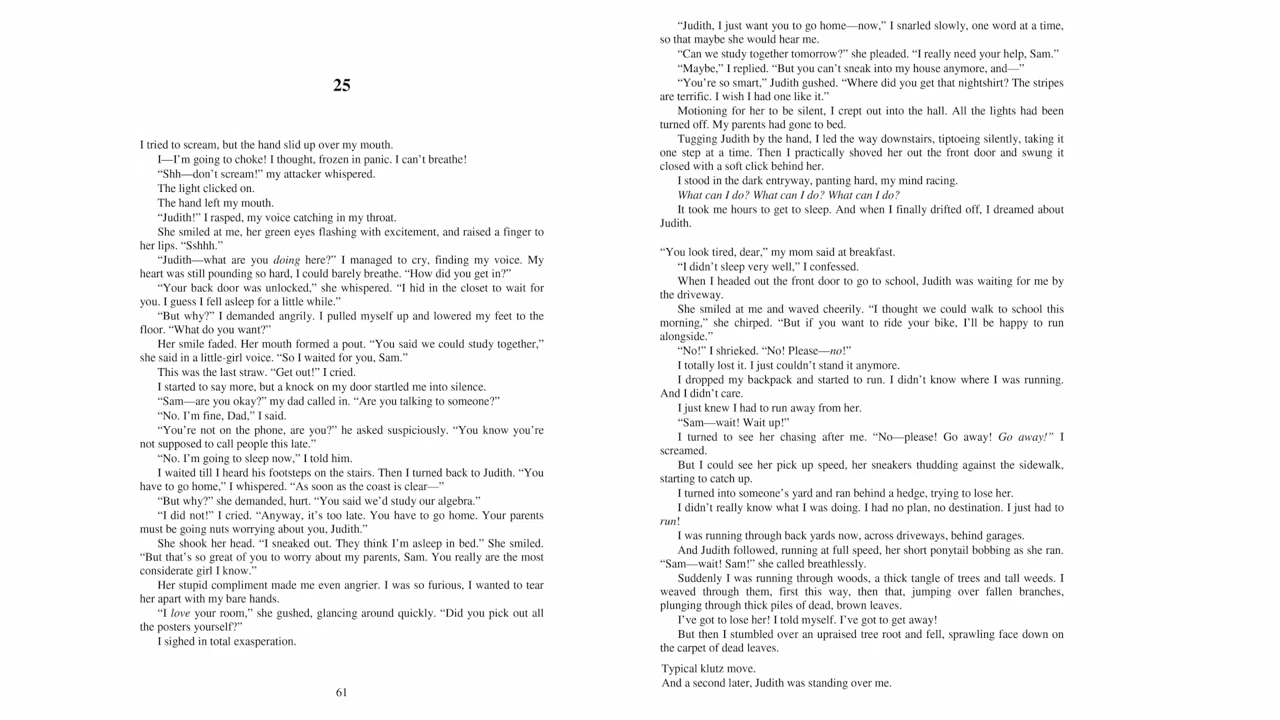 25
I tried to scream, but the hand slid up over my mouth.
I—I’m going to choke! I thought, frozen in panic. I can’t breathe!
“Shh—don’t scream!” my attacker whispered.
The light clicked on.
The hand left my mouth.
“Judith!” I rasped, my voice catching in my throat.
She smiled at me, her green eyes flashing with excitement, and raised a finger to
her lips. “Sshhh.”
“Judith—what are you doing here?” I managed to cry, finding my voice. My
heart was still pounding so hard, I could barely breathe. “How did you get in?”
“Your back door was unlocked,” she whispered. “I hid in the closet to wait for
you. I guess I fell asleep for a little while.”
“But why?” I demanded angrily. I pulled myself up and lowered my feet to the
floor. “What do you want?”
Her smile faded. Her mouth formed a pout. “You said we could study together,”
she said in a little-girl voice. “So I waited for you, Sam.”
This was the last straw. “Get out!” I cried.
I started to say more, but a knock on my door startled me into silence.
“Sam—are you okay?” my dad called in. “Are you talking to someone?”
“No. I’m fine, Dad,” I said.
“You’re not on the phone, are you?” he asked suspiciously. “You know you’re
not supposed to call people this late.”
“No. I’m going to sleep now,” I told him.
I waited till I heard his footsteps on the stairs. Then I turned back to Judith. “You
have to go home,” I whispered. “As soon as the coast is clear—”
“But why?” she demanded, hurt. “You said we’d study our algebra.”
“I did not!” I cried. “Anyway, it’s too late. You have to go home. Your parents
must be going nuts worrying about you, Judith.”
She shook her head. “I sneaked out. They think I’m asleep in bed.” She smiled.
“But that’s so great of you to worry about my parents, Sam. You really are the most
considerate girl I know.”
Her stupid compliment made me even angrier. I was so furious, I wanted to tear
her apart with my bare hands.
“I love your room,” she gushed, glancing around quickly. “Did you pick out all
the posters yourself?”
I sighed in total exasperation.
61
“Judith, I just want you to go home—now,” I snarled slowly, one word at a time,
so that maybe she would hear me.
“Can we study together tomorrow?” she pleaded. “I really need your help, Sam.”
“Maybe,” I replied. “But you can’t sneak into my house anymore, and—”
“You’re so smart,” Judith gushed. “Where did you get that nightshirt? The stripes
are terrific. I wish I had one like it.”
Motioning for her to be silent, I crept out into the hall. All the lights had been
turned off. My parents had gone to bed.
Tugging Judith by the hand, I led the way downstairs, tiptoeing silently, taking it
one step at a time. Then I practically shoved her out the front door and swung it
closed with a soft click behind her.
I stood in the dark entryway, panting hard, my mind racing.
What can I do? What can I do? What can I do?
It took me hours to get to sleep. And when I finally drifted off, I dreamed about
Judith.
“You look tired, dear,” my mom said at breakfast.
“I didn’t sleep very well,” I confessed.
When I headed out the front door to go to school, Judith was waiting for me by
the driveway.
She smiled at me and waved cheerily. “I thought we could walk to school this
morning,” she chirped. “But if you want to ride your bike, I’ll be happy to run
alongside.”
“No!” I shrieked. “No! Please—no!”
I totally lost it. I just couldn’t stand it anymore.
I dropped my backpack and started to run. I didn’t know where I was running.
And I didn’t care.
I just knew I had to run away from her.
“Sam—wait! Wait up!”
I turned to see her chasing after me. “No—please! Go away! Go away!” I
screamed.
But I could see her pick up speed, her sneakers thudding against the sidewalk,
starting to catch up.
I turned into someone’s yard and ran behind a hedge, trying to lose her.
I didn’t really know what I was doing. I had no plan, no destination. I just had to
run!
I was running through back yards now, across driveways, behind garages.
And Judith followed, running at full speed, her short ponytail bobbing as she ran.
“Sam—wait! Sam!” she called breathlessly.
Suddenly I was running through woods, a thick tangle of trees and tall weeds. I
weaved through them, first this way, then that, jumping over fallen branches,
plunging through thick piles of dead, brown leaves.
I’ve got to lose her! I told myself. I’ve got to get away!
But then I stumbled over an upraised tree root and fell, sprawling face down on
the carpet of dead leaves.
Typical klutz move.
And a second later, Judith was standing over me.